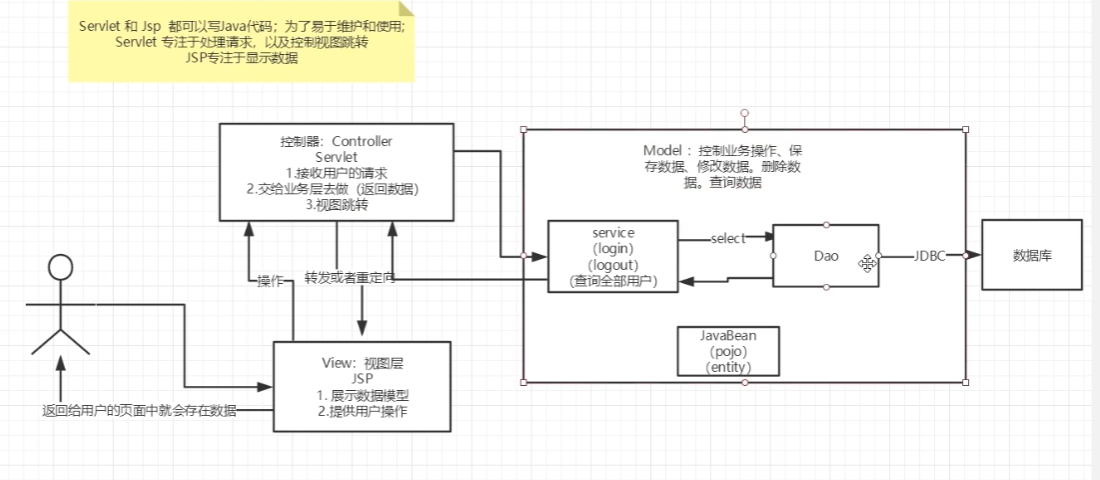 Servlet 和 Jsp 都可以写Java代码；为了易于维护和使用；
Servlet 专注于处理请求，以及控制视图跳转
JSP专注于显示数据
控制器：Controller
Servlet
1.接收用户的请求
2.交给业务层去做（返回数据）
3.视图跳转
Model ：控制业务操作、保
存数据、修改数据。删除数
据。查询数据
service
（login）
（logout）
（查询全部用户）
select
Dao
JDBC
数据库
操作
转发或者重定向
JavaBean
（pojo）
（entity）
View：视图层
JSP
1. 展示数据模型
2.提供用户操作
返回给用户的页面中就会存在数据